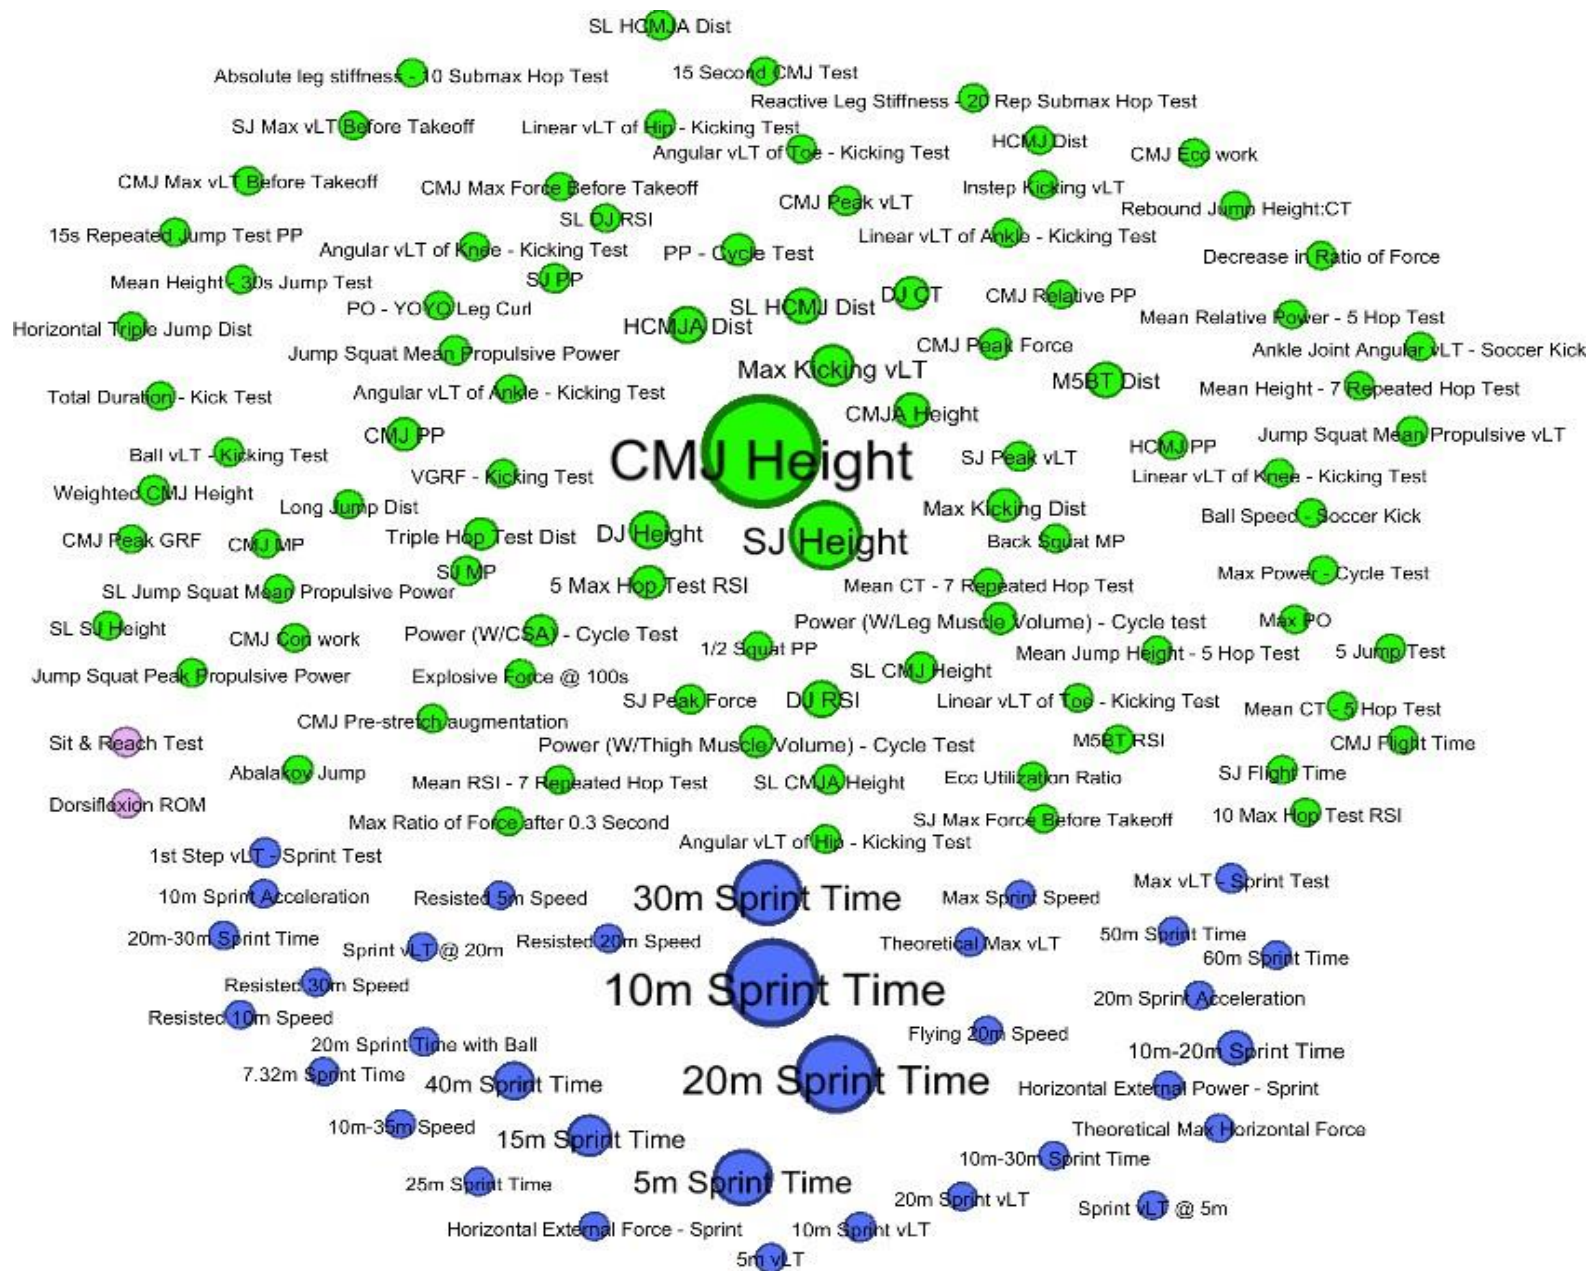 SL HCMJA Dist
Absolute leg stiffness - 10 Submax Hop Test
15 Second CMJ Test
Reactive Leg Stiffness - 20 Rep Submax Hop Test
SJ Max vLT Before Takeoff
Linear vLT of Hip - Kicking Test
HCMJ Dist
Angular vLT of Toe - Kicking Test
CMJ Ecc work
CMJ Max vLT Before Takeoff
CMJ Max Force Before Takeoff
Instep Kicking vLT
CMJ Peak vLT
Rebound Jump Height:CT
SL DJ RSI
15s Repeated Jump Test PP
Linear vLT of Ankle - Kicking Test
Angular vLT of Knee - Kicking Test
PP - Cycle Test
Decrease in Ratio of Force
Mean Height - 30s Jump Test
SJ PP
DJ CT
CMJ Relative PP
PO - YOYO Leg Curl
SL HCMJ Dist
Mean Relative Power - 5 Hop Test
Horizontal Triple Jump Dist
HCMJA Dist
CMJ Peak Force
Ankle Joint Angular vLT - Soccer Kick
Jump Squat Mean Propulsive Power
Max Kicking vLT
M5BT Dist
Mean Height - 7 Repeated Hop Test
Total Duration - Kick Test
Angular vLT of Ankle - Kicking Test
CMJA Height
CMJ PP
Jump Squat Mean Propulsive vLT
HCMJ PP
Ball vLT - Kicking Test
CMJ Height
SJ Peak vLT
VGRF - Kicking Test
Linear vLT of Knee - Kicking Test
Weighted CMJ Height
Long Jump Dist
Max Kicking Dist
Ball Speed - Soccer Kick
CMJ Peak GRF
CMJ MP
Triple Hop Test Dist
DJ Height
SJ Height
Back Squat MP
SJ MP
Max Power - Cycle Test
SL Jump Squat Mean Propulsive Power
5 Max Hop Test RSI
Mean CT - 7 Repeated Hop Test
SL SJ Height
CMJ Con work
Power (W/CSA) - Cycle Test
Power (W/Leg Muscle Volume) - Cycle test
Max PO
1/2 Squat PP
Mean Jump Height - 5 Hop Test
5 Jump Test
Jump Squat Peak Propulsive Power
Explosive Force @ 100s
SL CMJ Height
SJ Peak Force
DJ RSI
Linear vLT of Toe - Kicking Test
Mean CT - 5 Hop Test
CMJ Pre-stretch augmentation
Sit & Reach Test
Power (W/Thigh Muscle Volume) - Cycle Test
M5BT RSI
CMJ Flight Time
Abalakov Jump
Mean RSI - 7 Repeated Hop Test
SL CMJA Height
Ecc Utilization Ratio
SJ Flight Time
Dorsiflexion ROM
Max Ratio of Force after 0.3 Second
SJ Max Force Before Takeoff
10 Max Hop Test RSI
Angular vLT of Hip - Kicking Test
1st Step vLT - Sprint Test
Max vLT - Sprint Test
10m Sprint Acceleration
Resisted 5m Speed
30m Sprint Time
Max Sprint Speed
20m-30m Sprint Time
Sprint vLT @ 20m
Resisted 20m Speed
Theoretical Max vLT
50m Sprint Time
60m Sprint Time
Resisted 30m Speed
10m Sprint Time
20m Sprint Acceleration
Resisted 10m Speed
Flying 20m Speed
20m Sprint Time with Ball
10m-20m Sprint Time
7.32m Sprint Time
40m Sprint Time
20m Sprint Time
Horizontal External Power - Sprint
10m-35m Speed
15m Sprint Time
Theoretical Max Horizontal Force
10m-30m Sprint Time
25m Sprint Time
5m Sprint Time
20m Sprint vLT
Sprint vLT @ 5m
Horizontal External Force - Sprint
10m Sprint vLT
5m vLT